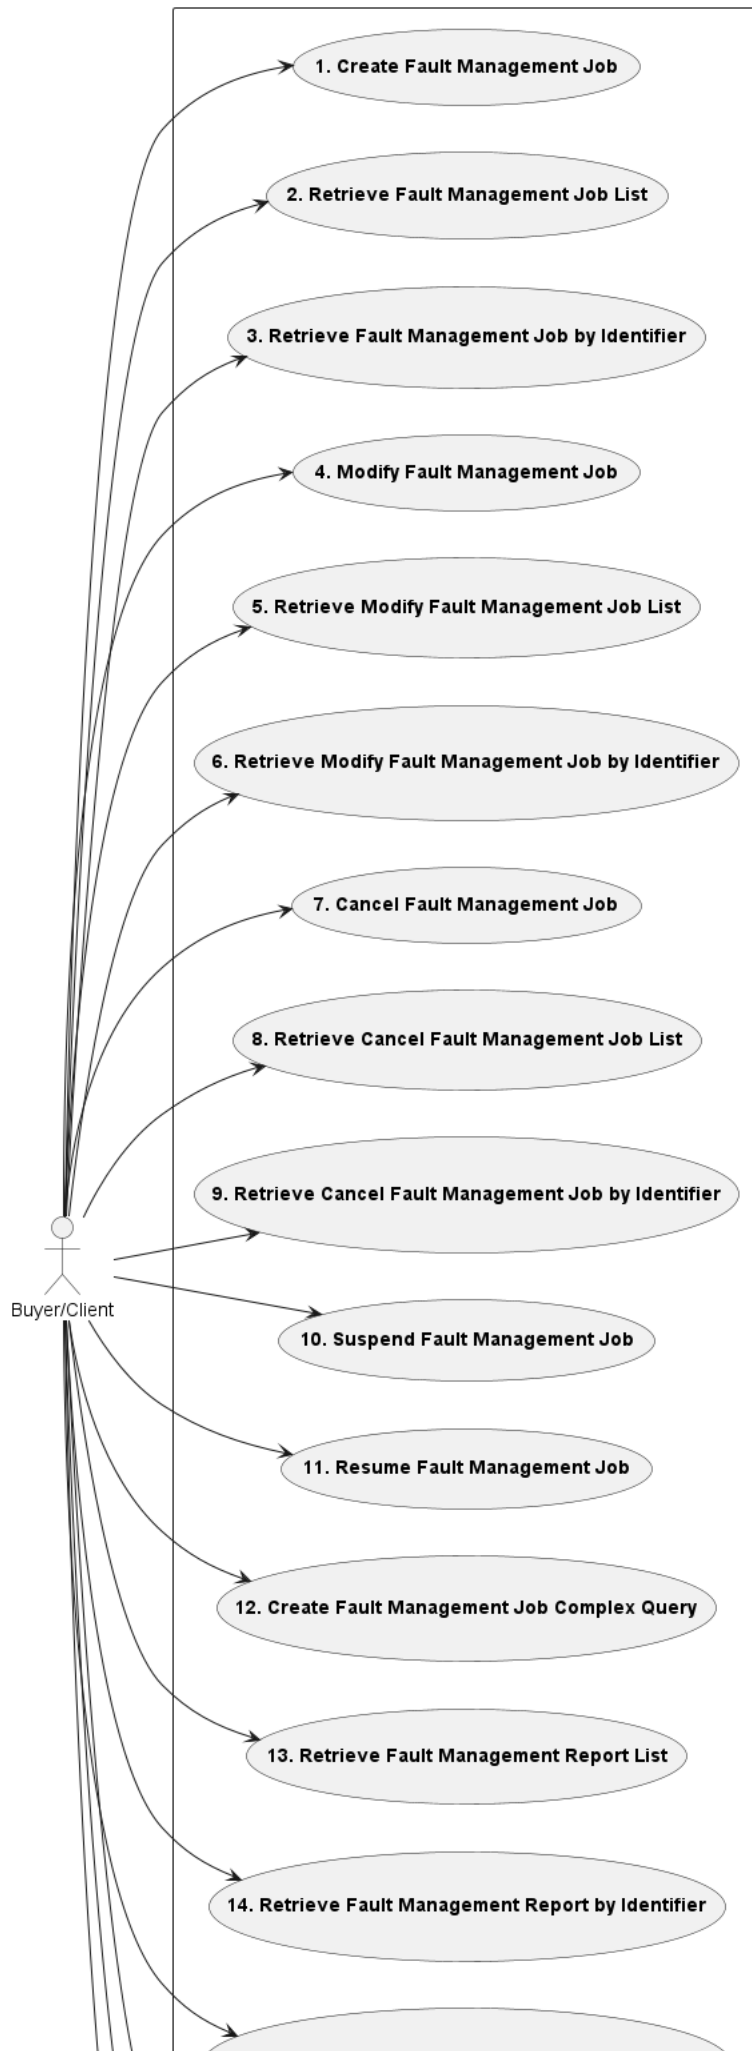 1. Create Fault Management Job
2. Retrieve Fault Management Job List
3. Retrieve Fault Management Job by Identifier
4. Modify Fault Management Job
5. Retrieve Modify Fault Management Job List
6. Retrieve Modify Fault Management Job by Identifier
7. Cancel Fault Management Job
8. Retrieve Cancel Fault Management Job List
9. Retrieve Cancel Fault Management Job by Identifier
Buyer/Client
10. Suspend Fault Management Job
11. Resume Fault Management Job
12. Create Fault Management Job Complex Query
13. Retrieve Fault Management Report List
14. Retrieve Fault Management Report by Identifier